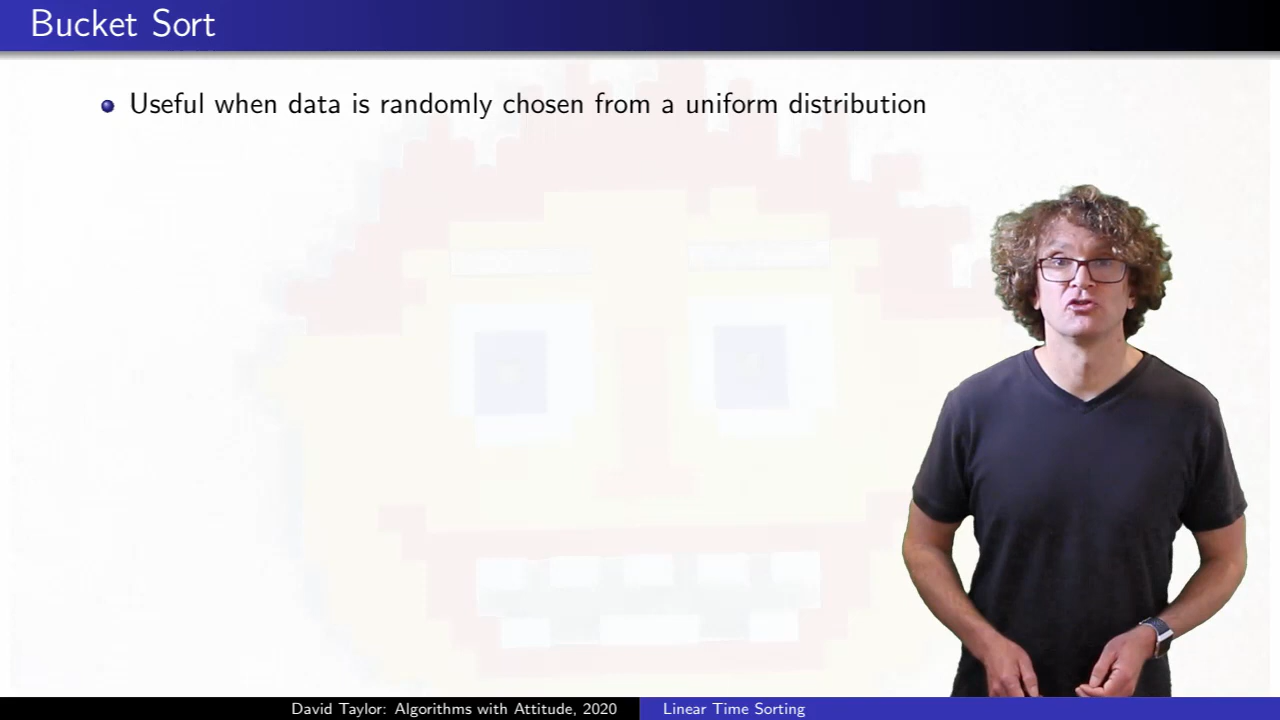 Bucket Sort
Useful when data is randomly chosen from a uniform distribution
David Taylor: Algorithms with Attitude, 2020
Linear Time Sorting